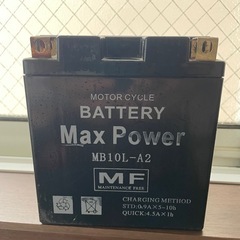 MOTOR CYCLE
BATTERY
Max Power
MB10L-A2
MF
MAINTENANCE FREE
CHARGING METHOD
STD:0.9A×5~10h
QUICK:4.5A×1h